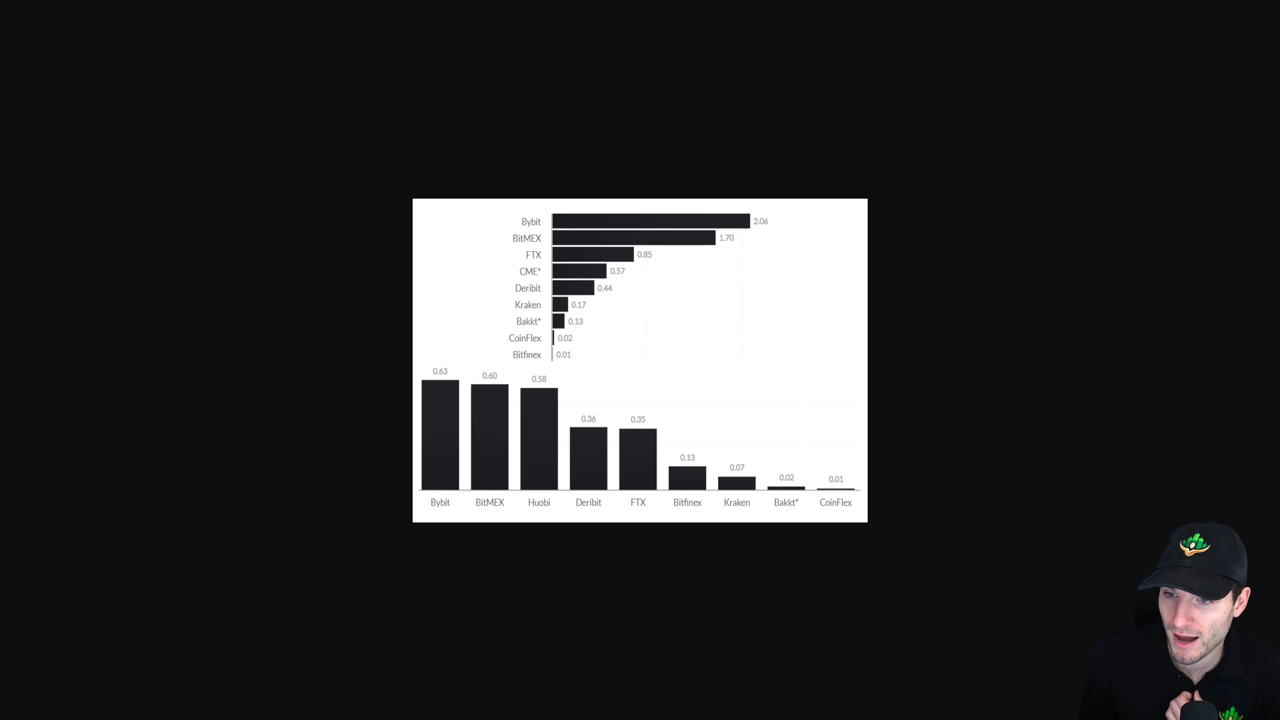 Bybit 2.06
BitMEX 1.70
FTX 0.85
CME* 0.57
Deribit 0.44
Kraken 0.17
Bakkt* 0.13
CoinFlex 0.02
Bitfinex 0.01
0.63 0.60 0.58 0.36 0.35 0.13 0.07 0.02 0.01
Bybit BitMEX Huobi Deribit FTX Bitfinex Kraken Bakkt* CoinFlex